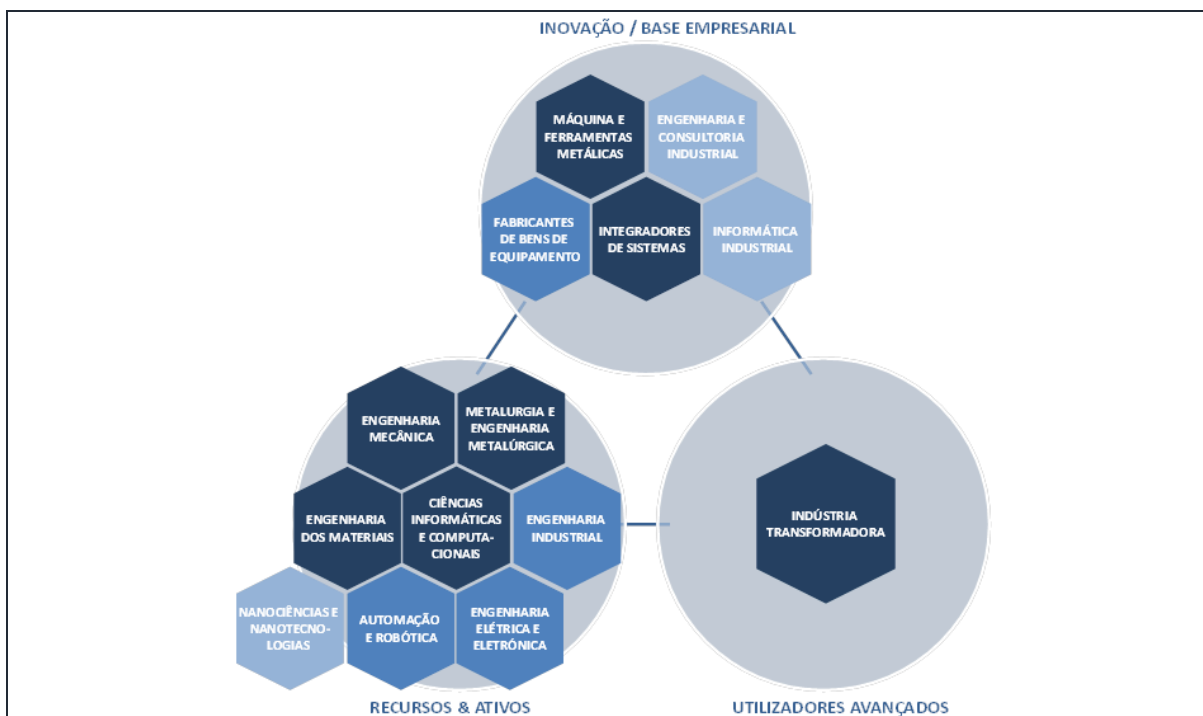 INOVAÇÃO / BASE EMPRESARIAL
MÁQUINA E
FERRAMENTAS
METÁLICAS
ENGENHARIA E
CONSULTORIA
INDUSTRIAL
FABRICANTES
DE BENS DE
EQUIPAMENTO
INTEGRADORES
DE SISTEMAS
INFORMÁTICA
INDUSTRIAL
ENGENHARIA
MECÂNICA
METALURGIA E
ENGENHARIA
METALÚRGICA
ENGENHARIA
DOS MATERIAIS
CIÊNCIAS
INFORMÁTICAS
E COMPUTA-
CIONAIS
ENGENHARIA
INDUSTRIAL
NANOCIÊNCIAS E
NANOTECNO-
LOGIAS
AUTOMAÇÃO
E ROBÓTICA
ENGENHARIA
ELÉTRICA E
ELETRÓNICA
RECURSOS & ATIVOS
INDÚSTRIA
TRANSFORMADORA
UTILIZADORES AVANÇADOS